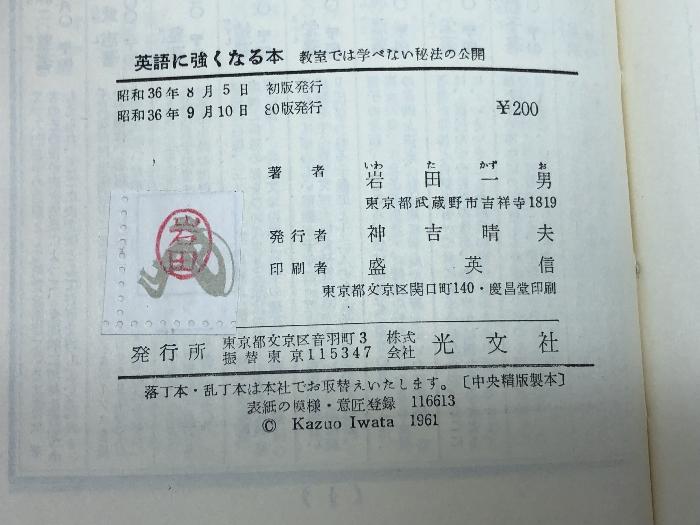 英語に強くなる本 教室では学べない秘法の公開
昭和36年8月5日 初版発行
昭和36年9月10日 80版発行
¥200
いわ た かず お
著者 岩田一男
東京都武蔵野市吉祥寺1819
発行者 神吉晴夫
印刷者 盛英信
東京都文京区関口町140・慶昌堂印刷
岩田
発行所 東京都文京区音羽町3 株式会社 光文社
振替東京115347
落丁本・乱丁本は本社でお取替えいたします。〔中央精版製本〕
表紙の模様・意匠登録 116613
© Kazuo Iwata 1961